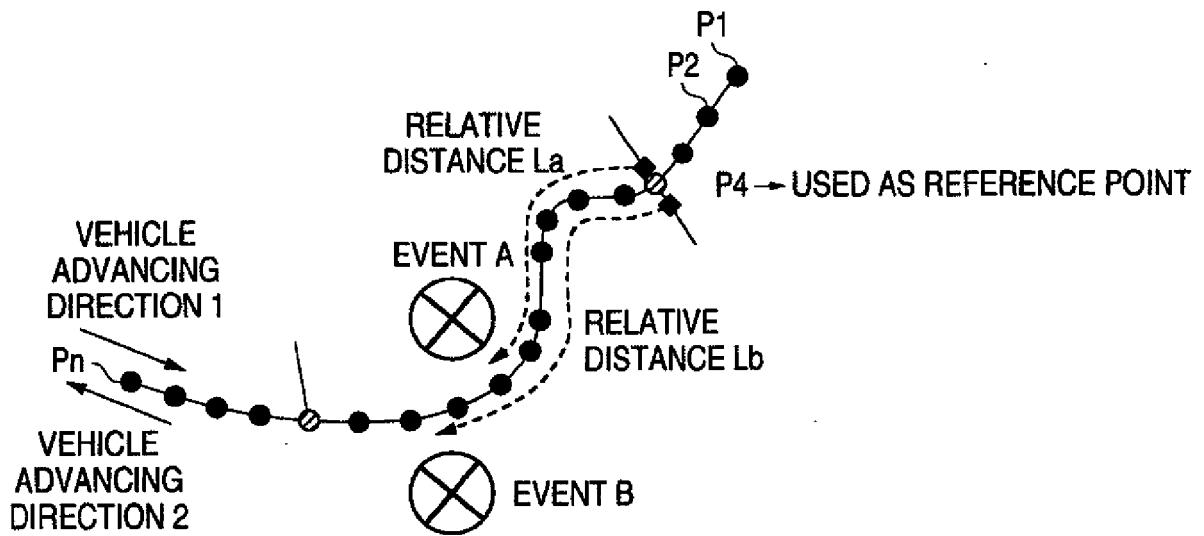 P1
P2
RELATIVE
DISTANCE La
P4 → USED AS REFERENCE POINT
VEHICLE
ADVANCING
DIRECTION 1
EVENT A
RELATIVE
DISTANCE Lb
Pn
VEHICLE
ADVANCING
DIRECTION 2
EVENT B